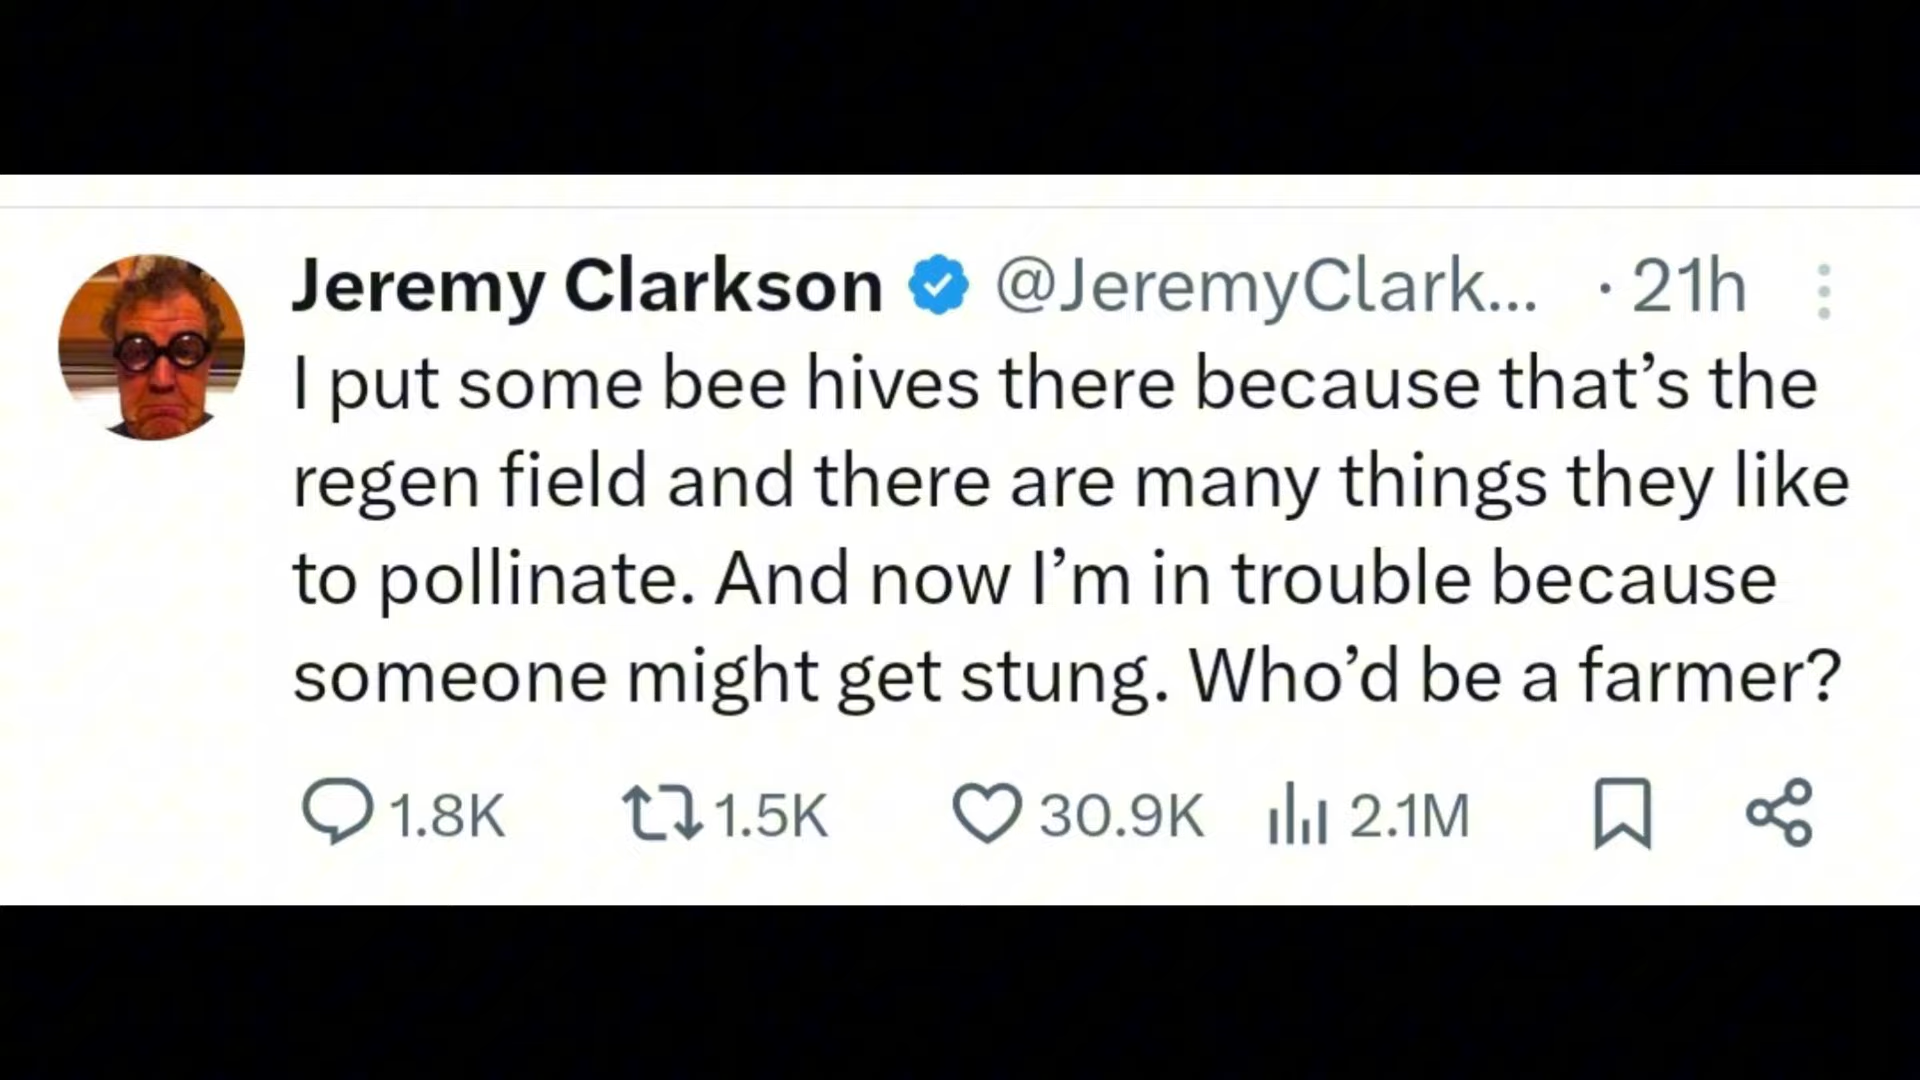 Jeremy Clarkson @JeremyClark... · 21h
I put some bee hives there because that’s the
regen field and there are many things they like
to pollinate. And now I’m in trouble because
someone might get stung. Who’d be a farmer?
1.8K 1.5K 30.9K 2.1M